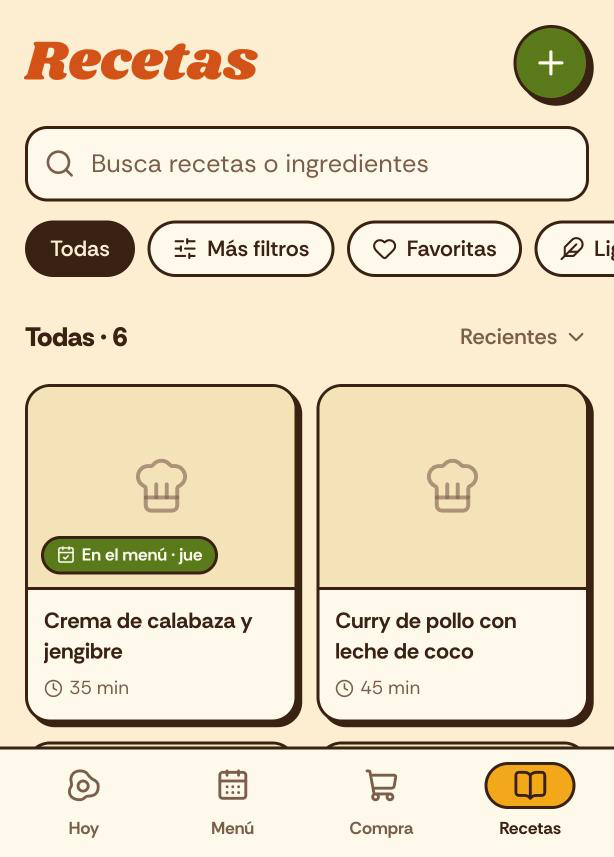 Recetas
Busca recetas o ingredientes
Todas
Más filtros
Favoritas
Todas · 6
Recientes
En el menú · jue
Crema de calabaza y
jengibre
35 min
Curry de pollo con
leche de coco
45 min
Hoy
Menú
Compra
Recetas